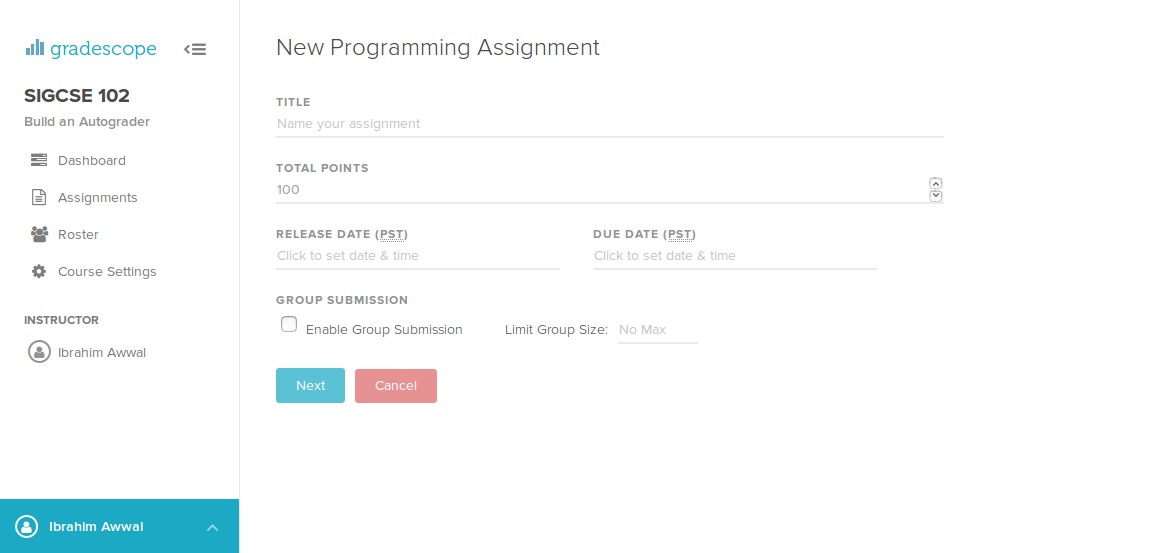 gradescope
SIGCSE 102
Build an Autograder
Dashboard
Assignments
Roster
Course Settings
INSTRUCTOR
Ibrahim Awwal
Ibrahim Awwal
New Programming Assignment
TITLE
Name your assignment
TOTAL POINTS
100
RELEASE DATE (PST) DUE DATE (PST)
Click to set date & time Click to set date & time
GROUP SUBMISSION
Enable Group Submission Limit Group Size: No Max
Next Cancel